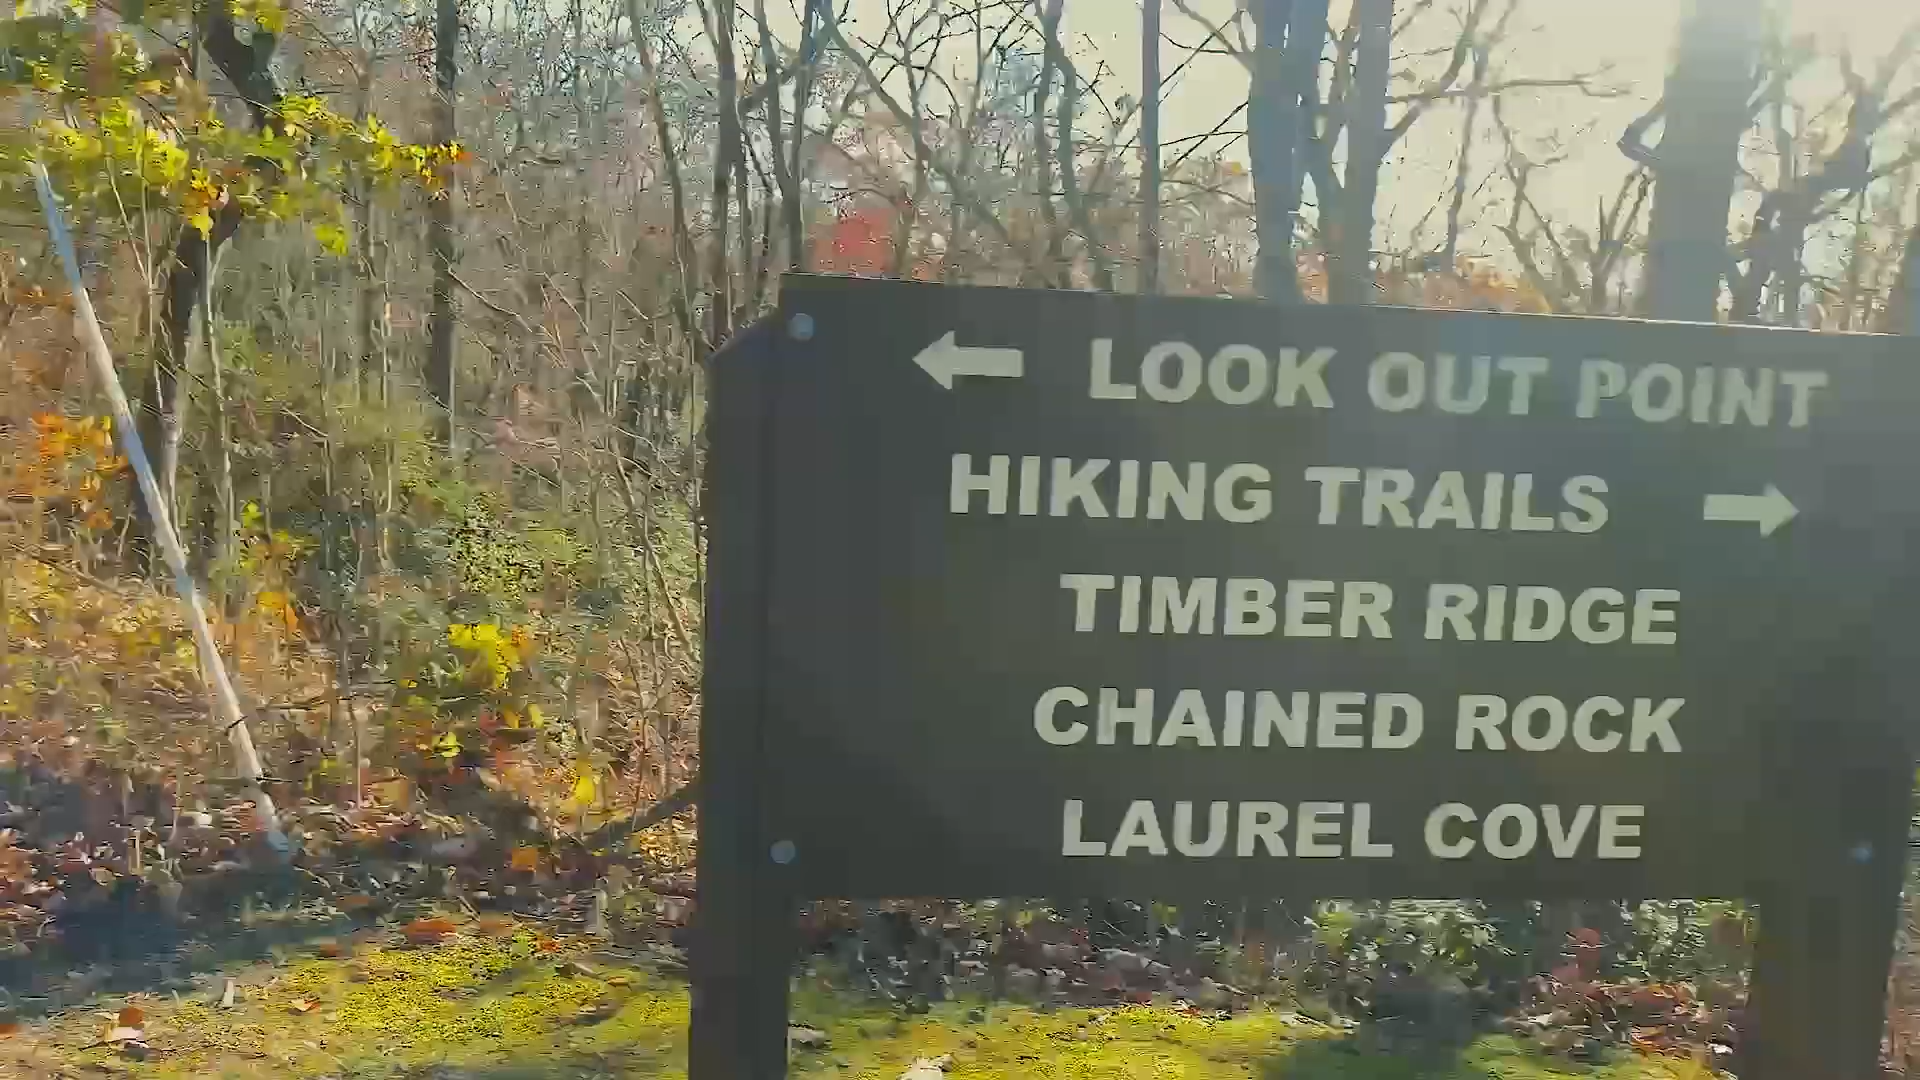 ← LOOK OUT POINT
HIKING TRAILS →
TIMBER RIDGE
CHAINED ROCK
LAUREL COVE